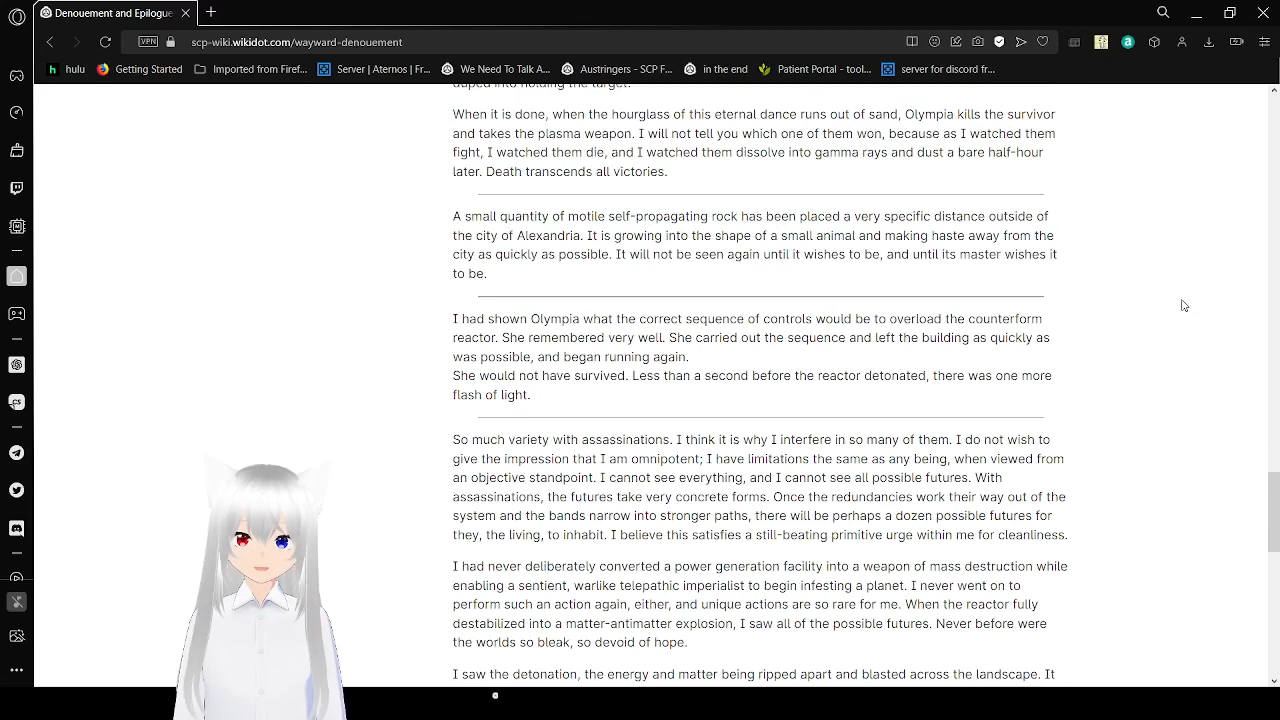 Denouement and Epilogue
scp-wiki.wikidot.com/wayward-denouement
VPN
hulu
Getting Started
Imported from Firef...
Server | Aternos | Fr...
We Need To Talk A...
Austringers - SCP F...
in the end
Patient Portal - tool...
server for discord fr...
duped into holding the target.
When it is done, when the hourglass of this eternal dance runs out of sand, Olympia kills the survivor
and takes the plasma weapon. I will not tell you which one of them won, because as I watched them
fight, I watched them die, and I watched them dissolve into gamma rays and dust a bare half-hour
later. Death transcends all victories.
A small quantity of motile self-propagating rock has been placed a very specific distance outside of
the city of Alexandria. It is growing into the shape of a small animal and making haste away from the
city as quickly as possible. It will not be seen again until it wishes to be, and until its master wishes it
to be.
I had shown Olympia what the correct sequence of controls would be to overload the counterform
reactor. She remembered very well. She carried out the sequence and left the building as quickly as
was possible, and began running again.
She would not have survived. Less than a second before the reactor detonated, there was one more
flash of light.
So much variety with assassinations. I think it is why I interfere in so many of them. I do not wish to
give the impression that I am omnipotent; I have limitations the same as any being, when viewed from
an objective standpoint. I cannot see everything, and I cannot see all possible futures. With
assassinations, the futures take very concrete forms. Once the redundancies work their way out of the
system and the bands narrow into stronger paths, there will be perhaps a dozen possible futures for
they, the living, to inhabit. I believe this satisfies a still-beating primitive urge within me for cleanliness.
I had never deliberately converted a power generation facility into a weapon of mass destruction while
enabling a sentient, warlike telepathic imperialist to begin infesting a planet. I never went on to
perform such an action again, either, and unique actions are so rare for me. When the reactor fully
destabilized into a matter-antimatter explosion, I saw all of the possible futures. Never before were
the worlds so bleak, so devoid of hope.
I saw the detonation, the energy and matter being ripped apart and blasted across the landscape. It